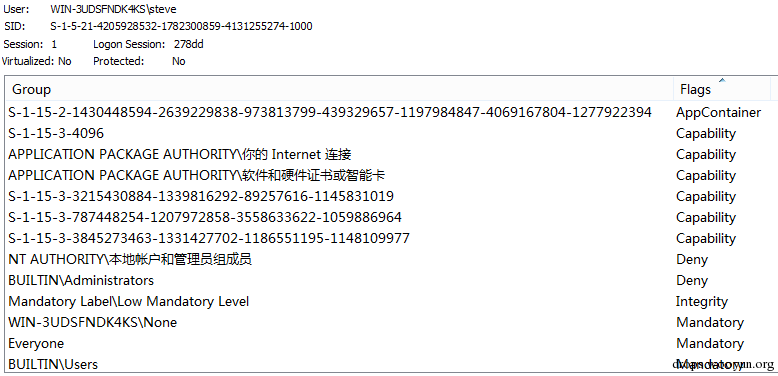 User: WIN-3UDSFNDK4KS\steve
SID: S-1-5-21-4205928532-1782300859-4131255274-1000
Session: 1 Logon Session: 278dd
Virtualized: No Protected: No
Group Flags
S-1-15-2-1430448594-2639229838-973813799-439329657-1197984847-4069167804-1277922394 AppContainer
S-1-15-3-4096 Capability
APPLICATION PACKAGE AUTHORITY\你的 Internet 连接 Capability
APPLICATION PACKAGE AUTHORITY\软件和硬件证书或智能卡 Capability
S-1-15-3-3215430884-1339816292-89257616-1145831019 Capability
S-1-15-3-787448254-1207972858-3558633622-1059886964 Capability
S-1-15-3-3845273463-1331427702-1186551195-1148109977 Capability
NT AUTHORITY\本地帐户和管理员组成员 Deny
BUILTIN\Administrators Deny
Mandatory Label\Low Mandatory Level Integrity
WIN-3UDSFNDK4KS\None Mandatory
Everyone Mandatory
BUILTIN\Users Mandatory